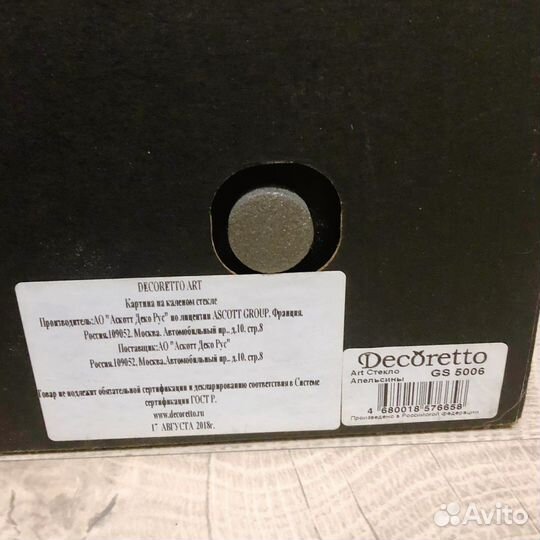 DECORETTO ART
Картина на каленом стекле
Производитель:АО "Аскотт Деко Рус" по лицензии ASCOTT GROUP. Франция.
Россия.109052. Москва. Автомобильный пр., д.10. стр.8
Поставщик:АО "Аскотт Деко Рус"
Россия.109052. Москва..Автомобильный пр., д.10. стр.8
Товар не подлежит обязательной сертификации и декларированию соответствия в Системе
сертификации ГОСТ Р.
www.decoretto.ru
17 АВГУСТА 2018г.
Decoretto
Art Стекло GS 5006
Апельсины
4 680018 576658
Произведено в Российской Федерации
Avito